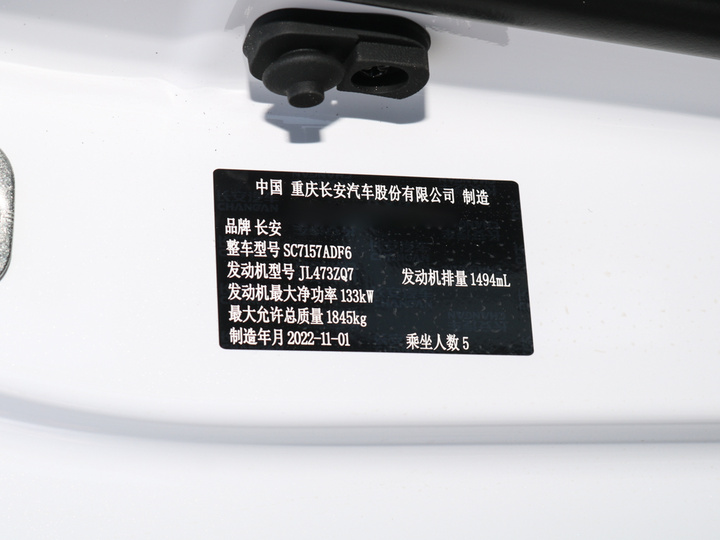 中国 重庆长安汽车股份有限公司 制造
品牌 长安
整车型号 SC7157ADF6
发动机型号 JL473ZQ7 发动机排量 1494mL
发动机最大净功率 133kW
最大允许总质量 1845kg
制造年月 2022-11-01 乘坐人数 5